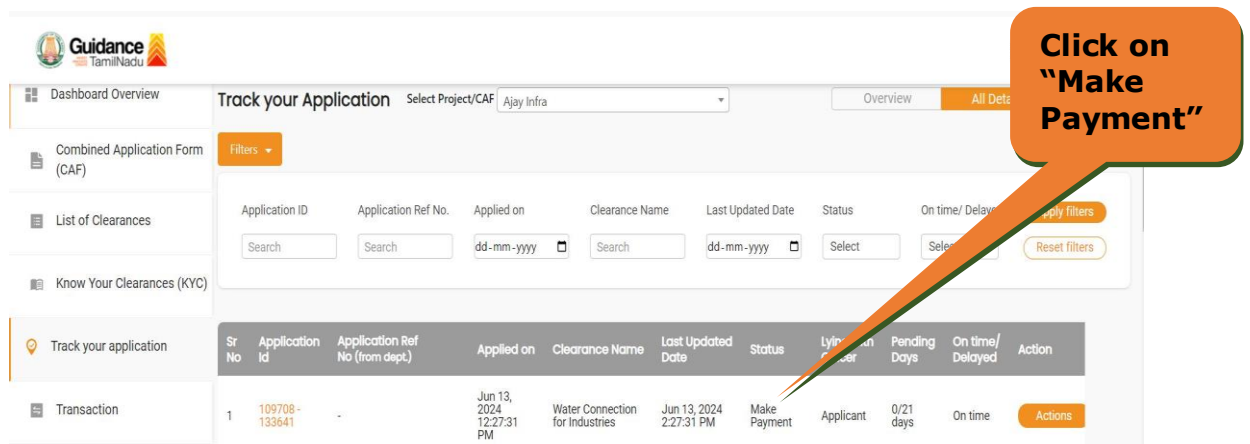 Guidance
TamilNadu
Click on
“Make
Payment”
Dashboard Overview
Track your Application
Select Project/CAF
Ajay Infra
Overview
All
Combined Application Form
(CAF)
Filters
Application ID
Application Ref No.
Applied on
Clearance Name
Last Updated Date
Status
On time/
Search
Search
dd-mm-yyyy
Search
dd-mm-yyyy
Select
filters
Reset filters
List of Clearances
Know Your Clearances (KYC)
Track your application
Transaction
Sr
No
Application
Id
Application Ref
No (from dept.)
Applied on
Clearance Name
Last Updated
Date
Status
Pending
Days
On time/
Delayed
Action
1
109708 -
133641
-
Jun 13,
2024
12:27:31
PM
Water Connection
for Industries
Jun 13, 2024
2:27:31 PM
Make
Payment
Applicant
0/21
days
On time
Actions